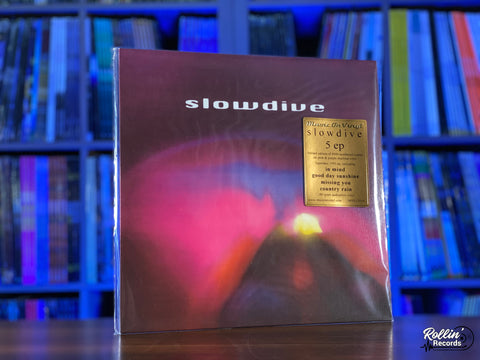 slowdive
Music On Vinyl
slowdive
5 ep
in mind
good day sunshine
missing you
country rain
Rollin'
Records